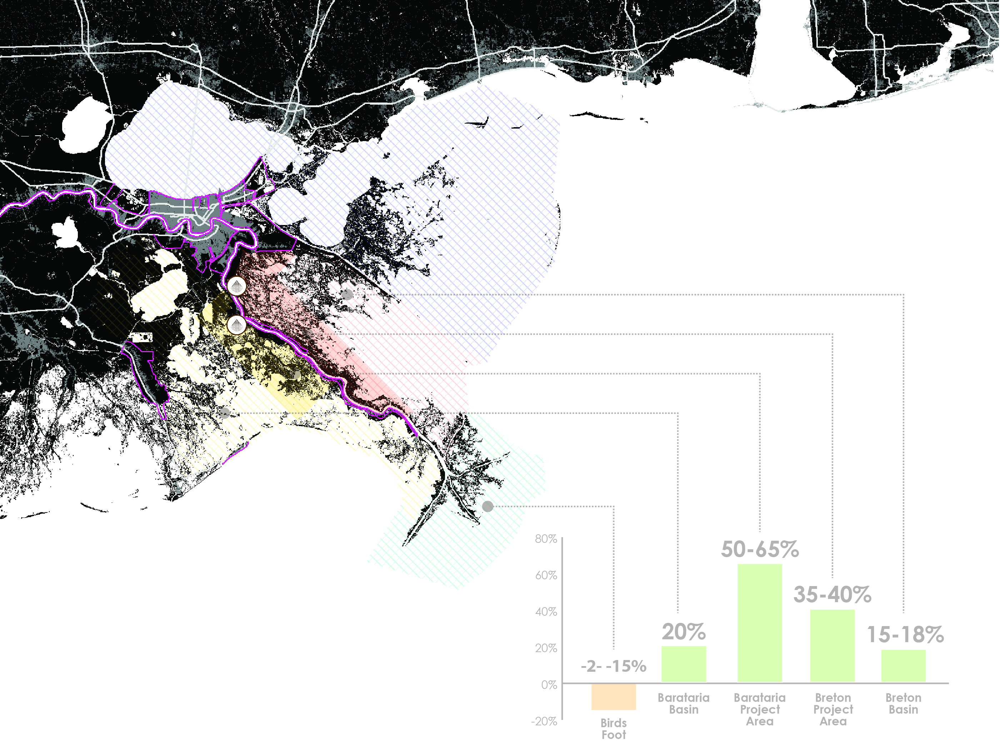 80%
60%
40%
20%
0%
-20%
-2- -15%
20%
50-65%
35-40%
15-18%
Birds
Foot
Barataria
Basin
Barataria
Project
Area
Breton
Project
Area
Breton
Basin